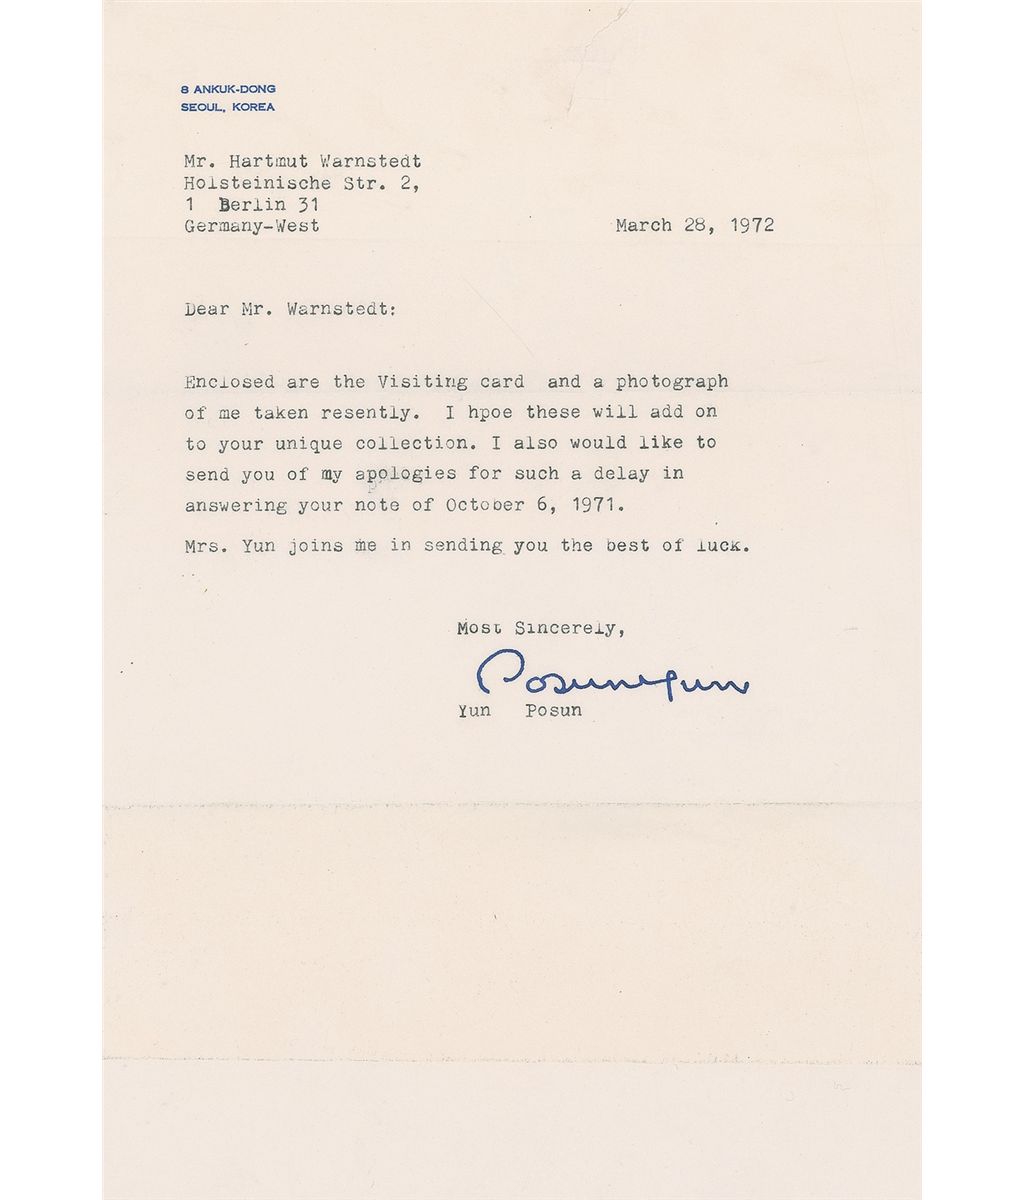 8 ANKUK-DONG
SEOUL, KOREA
Mr. Hartmut Warnstedt
Holsteinische Str. 2,
1 Berlin 31
Germany-West
March 28, 1972
Dear Mr. Warnstedt:
Enclosed are the Visiting card and a photograph
of me taken resently. I hpoe these will add on
to your unique collection. I also would like to
send you of my apologies for such a delay in
answering your note of October 6, 1971.
Mrs. Yun joins me in sending you the best of luck.
Most Sincerely,
Posun Yun
Yun Posun